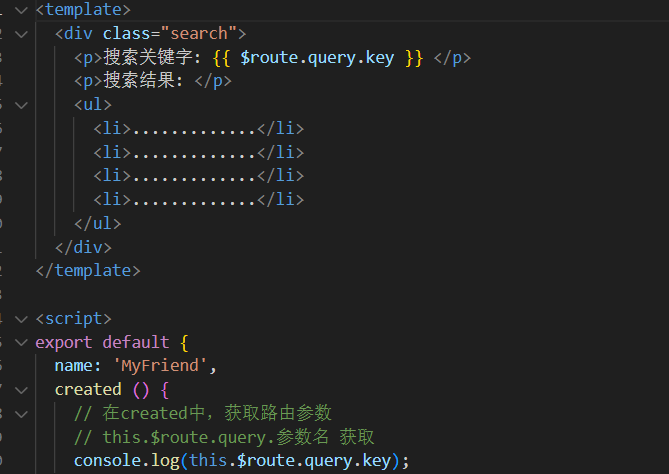 <template>
<div class="search">
<p>搜索关键字: {{ $route.query.key }} </p>
<p>搜索结果: </p>
<ul>
<li>.............</li>
<li>.............</li>
<li>.............</li>
<li>.............</li>
</ul>
</div>
</template>
<script>
export default {
name: 'MyFriend',
created () {
// 在created中，获取路由参数
// this.$route.query.参数名 获取
console.log(this.$route.query.key);